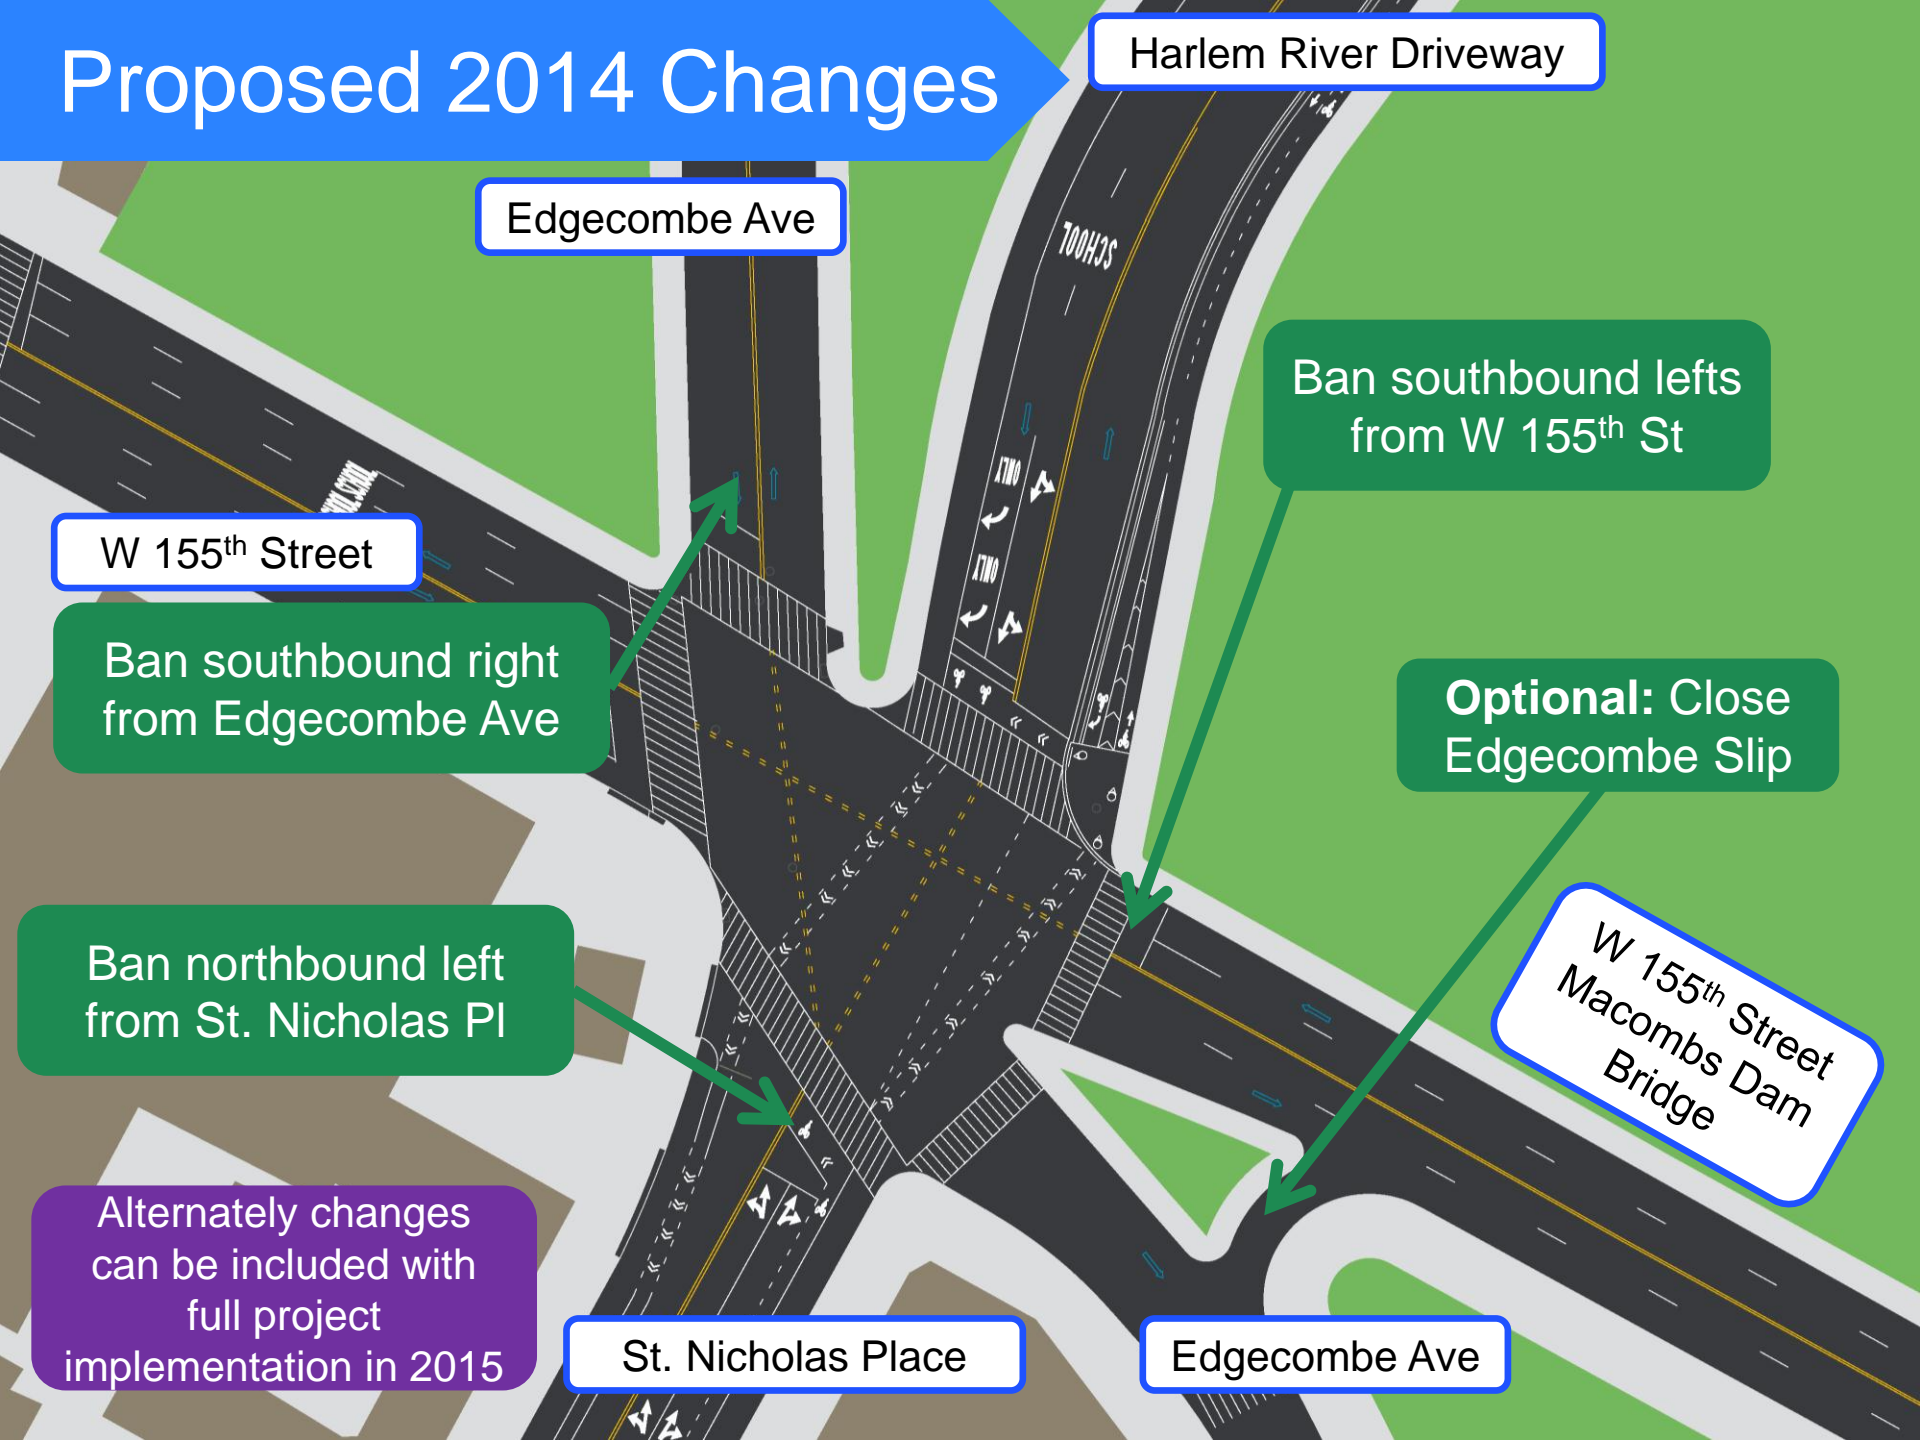 Proposed 2014 Changes
Harlem River Driveway
Edgecombe Ave
SCHOOL
Ban southbound lefts
from W 155th St
ONLY
ONLY
W 155th Street
Ban southbound right
from Edgecombe Ave
Optional: Close
Edgecombe Slip
W 155th Street
Macombs Dam
Bridge
Ban northbound left
from St. Nicholas Pl
Alternately changes
can be included with
full project
implementation in 2015
St. Nicholas Place
Edgecombe Ave